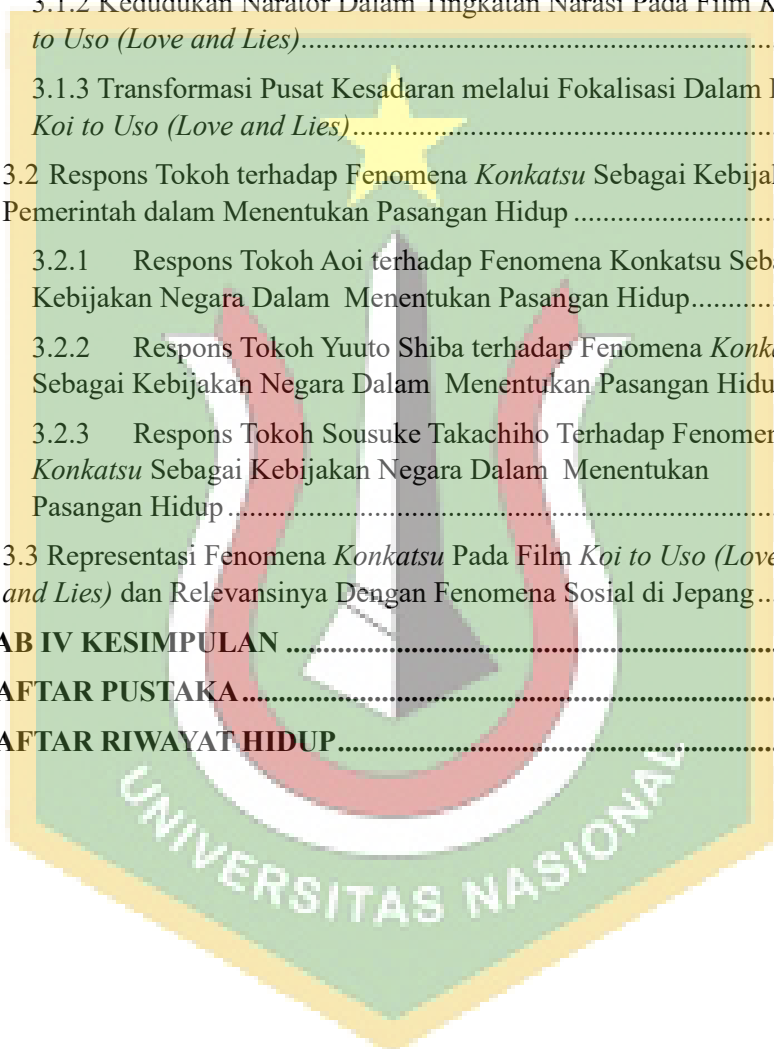 3.1.2 Kedudukan Narator Dalam Tingkatan Narasi Pada Film K
to Uso (Love and Lies)..................................................................
3.1.3 Transformasi Pusat Kesadaran melalui Fokalisasi Dalam
Koi to Uso (Love and Lies)............................................................
3.2 Respons Tokoh terhadap Fenomena Konkatsu Sebagai Kebija
Pemerintah dalam Menentukan Pasangan Hidup ............................
3.2.1 Respons Tokoh Aoi terhadap Fenomena Konkatsu Seba
Kebijakan Negara Dalam Menentukan Pasangan Hidup..............
3.2.2 Respons Tokoh Yuuto Shiba terhadap Fenomena Konka
Sebagai Kebijakan Negara Dalam Menentukan Pasangan Hidu
3.2.3 Respons Tokoh Sousuke Takachiho Terhadap Fenomen
Konkatsu Sebagai Kebijakan Negara Dalam Menentukan
Pasangan Hidup..............................................................................
3.3 Representasi Fenomena Konkatsu Pada Film Koi to Uso (Love
and Lies) dan Relevansinya Dengan Fenomena Sosial di Jepang....
AB IV KESIMPULAN ....................................................................
AFTAR PUSTAKA..........................................................................
AFTAR RIWAYAT HIDUP.............................................................
UNIVERSITAS NASIONAL